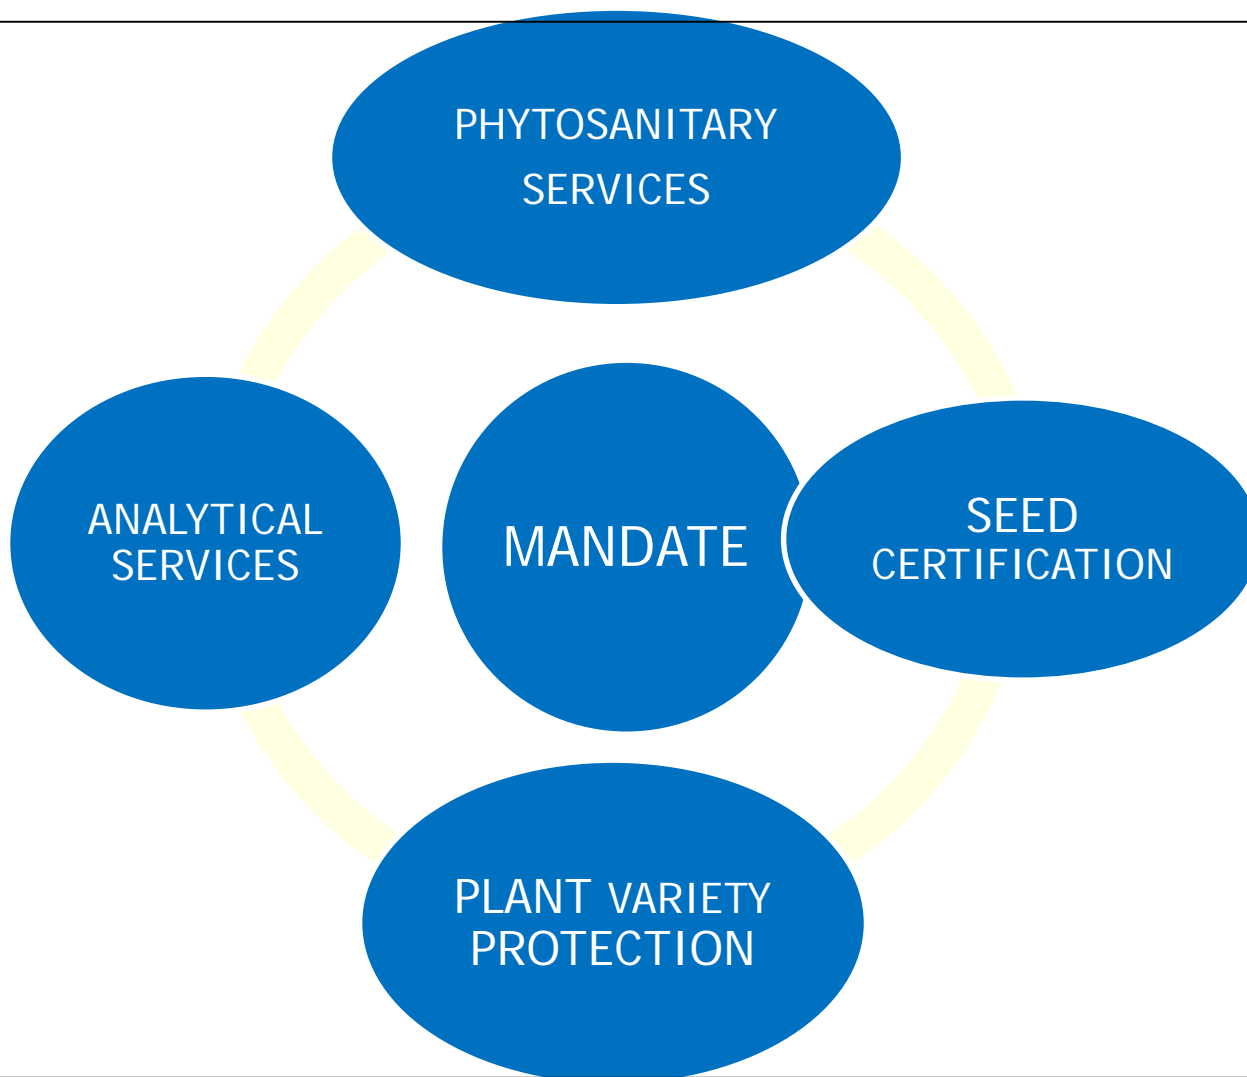 PHYTOSANITARY
SERVICES
ANALYTICAL
SERVICES
MANDATE
SEED
CERTIFICATION
PLANT VARIETY
PROTECTION